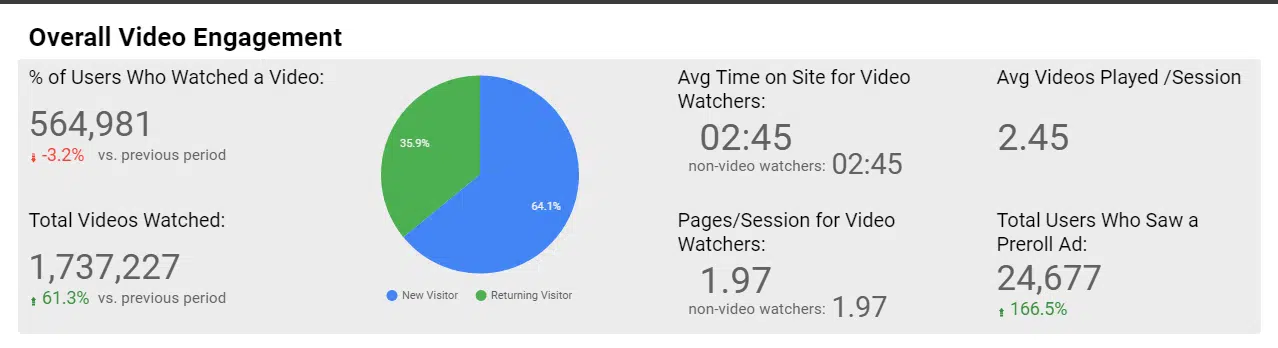 Overall Video Engagement
% of Users Who Watched a Video:
564,981
-3.2% vs. previous period
Total Videos Watched:
1,737,227
61.3% vs. previous period
35.9%
64.1%
New Visitor Returning Visitor
Avg Time on Site for Video
Watchers:
02:45
non-video watchers: 02:45
Pages/Session for Video
Watchers:
1.97
non-video watchers: 1.97
Avg Videos Played /Session
2.45
Total Users Who Saw a
Preroll Ad:
24,677
166.5%